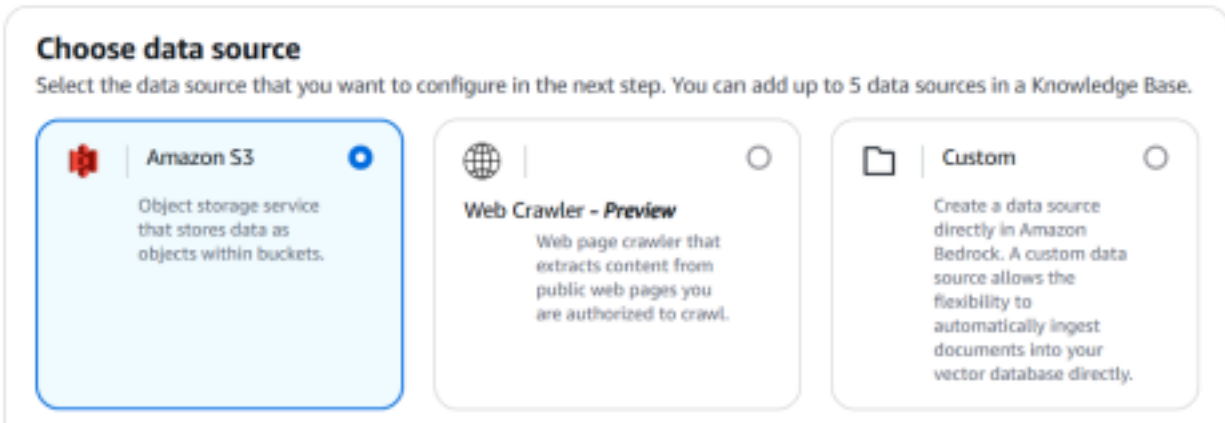 Choose data source
Select the data source that you want to configure in the next step. You can add up to 5 data sources in a Knowledge Base.
Amazon S3
Object storage service
that stores data as
objects within buckets.
Web Crawler - Preview
Web page crawler that
extracts content from
public web pages you
are authorized to crawl.
Custom
Create a data source
directly in Amazon
Bedrock. A custom data
source allows the
flexibility to
automatically ingest
documents into your
vector database directly.